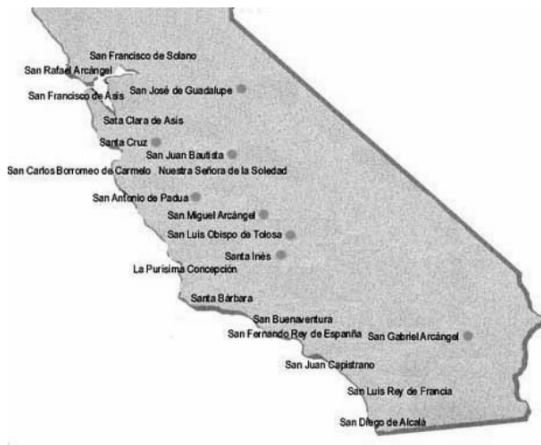 San Francisco de Solano
San Rafael Arcángel
San José de Guadalupe
San Francisco de Asis
Sata Clara de Asis
Santa Cruz
San Juan Bautista
San Carlos Borromeo de Carmelo
Nuestra Señora de la Soledad
San Antonio de Padua
San Miguel Arcángel
San Luis Obispo de Tolosa
Santa Inés
La Purísima Concepción
Santa Bárbara
San Buenaventura
San Fernando Rey de Espanña
San Gabriel Arcángel
San Juan Capistrano
San Luis Rey de Francia
San Diego de Alcalá